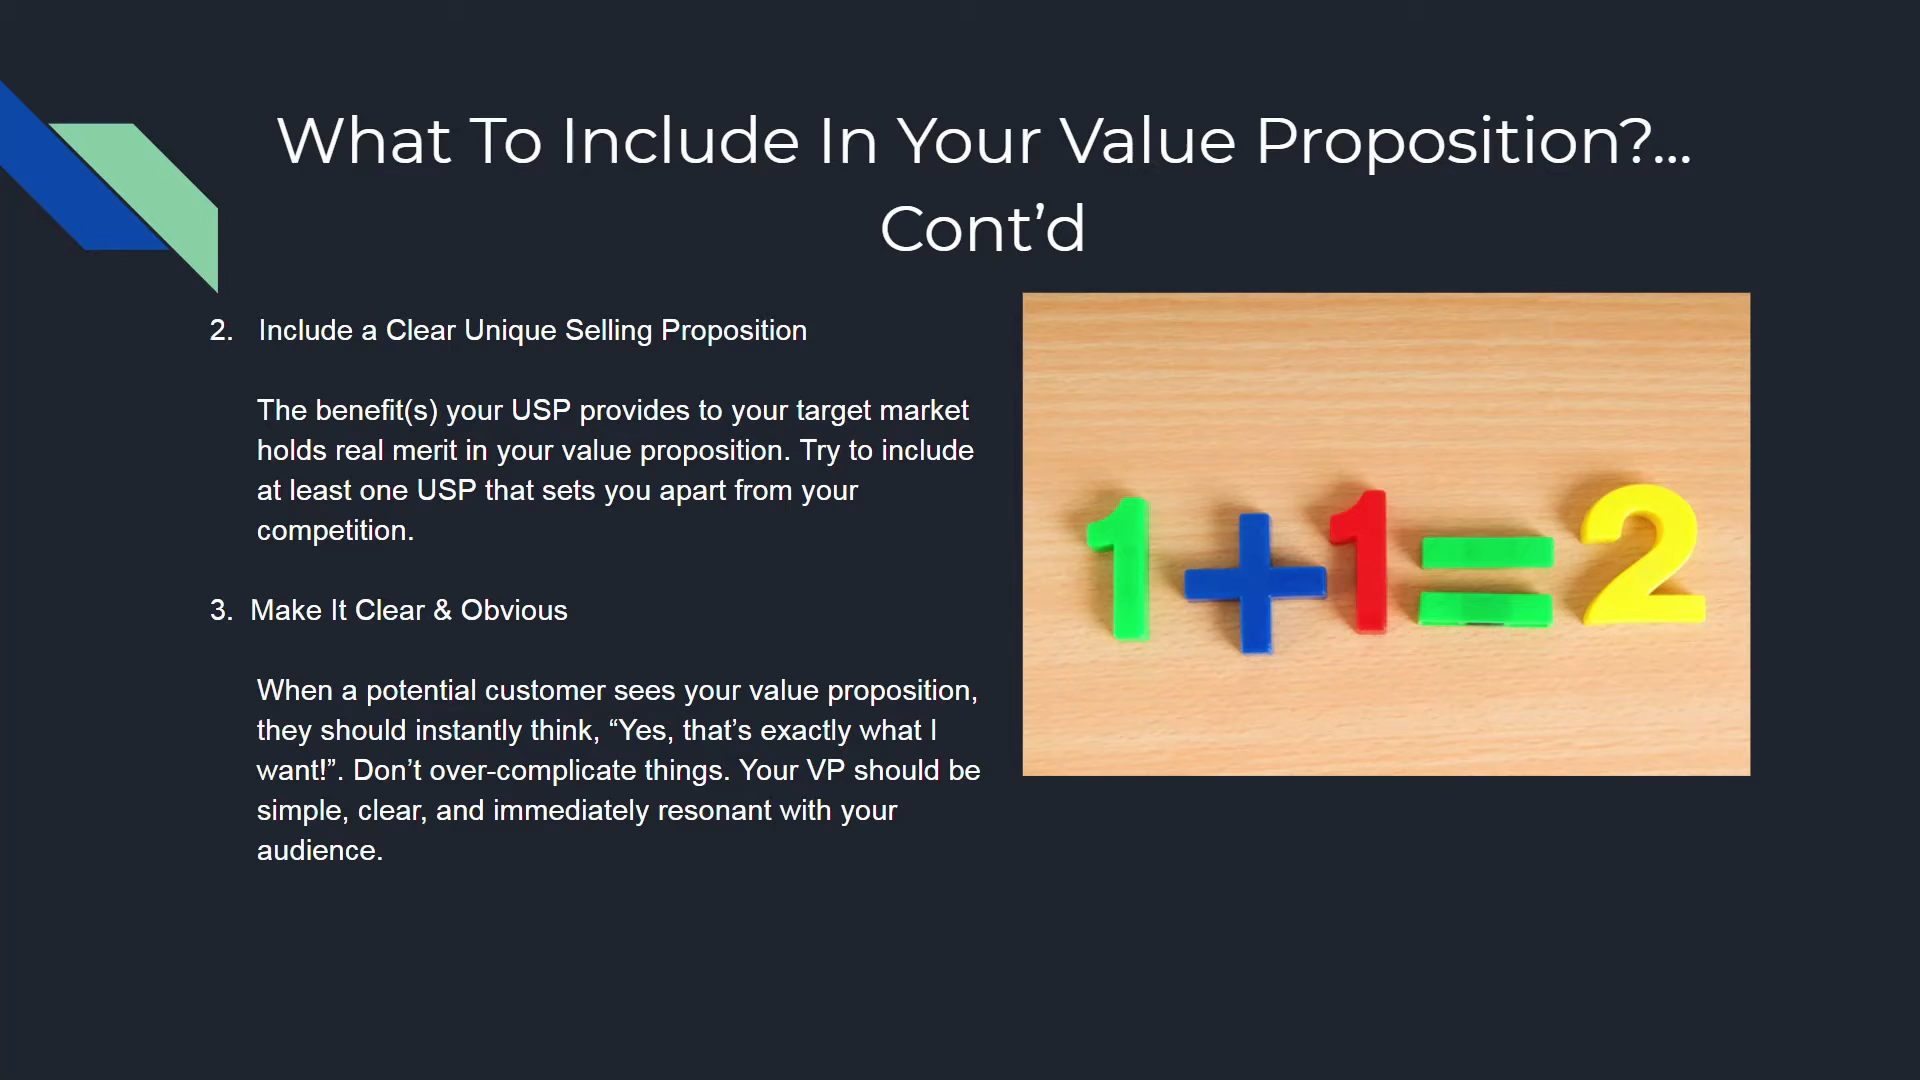 What To Include In Your Value Proposition?...
Cont’d
2. Include a Clear Unique Selling Proposition
The benefit(s) your USP provides to your target market
holds real merit in your value proposition. Try to include
at least one USP that sets you apart from your
competition.
3. Make It Clear & Obvious
When a potential customer sees your value proposition,
they should instantly think, “Yes, that’s exactly what I
want!”. Don’t over-complicate things. Your VP should be
simple, clear, and immediately resonant with your
audience.
1+1=2